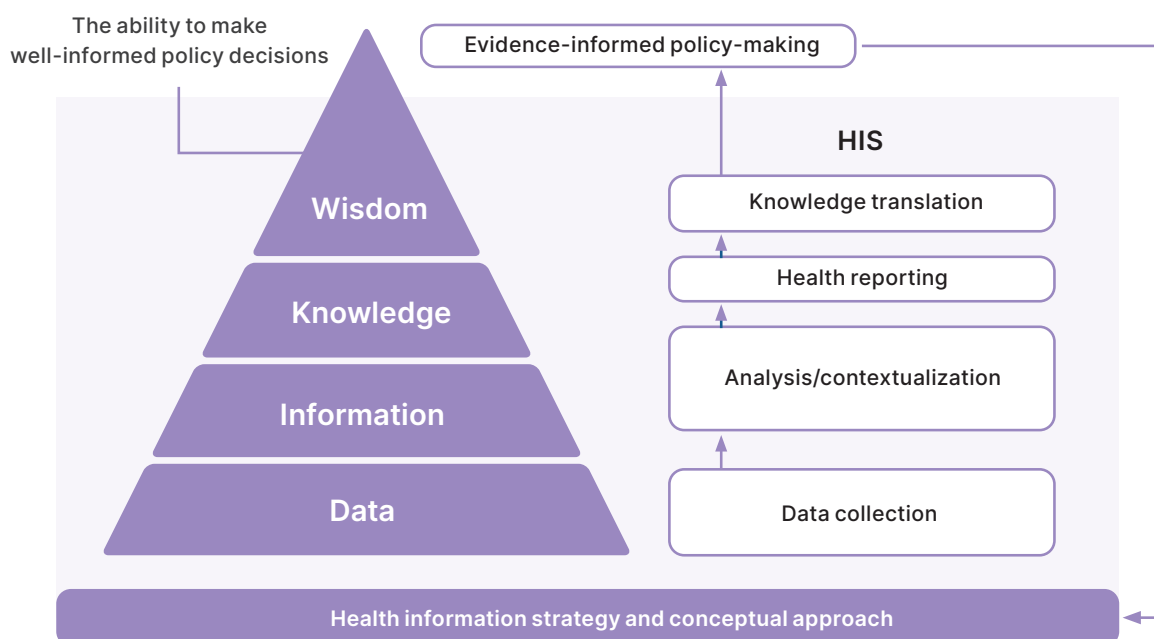 The ability to make
well-informed policy decisions
Evidence-informed policy-making
HIS
Wisdom
Knowledge translation
Health reporting
Knowledge
Analysis/contextualization
Information
Data
Data collection
Health information strategy and conceptual approach